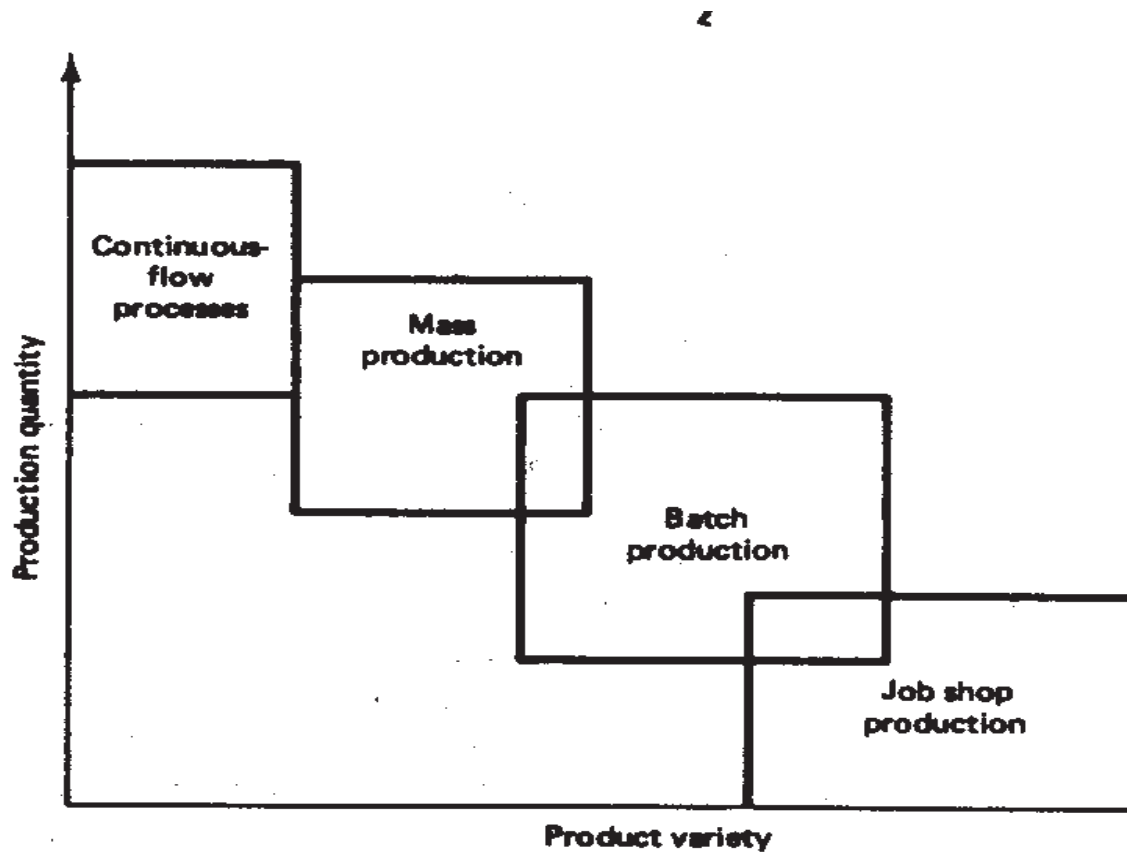 Continuous-
flow
processes
Mass
production
Production quantity
Batch
production
Job shop
production
Product variety